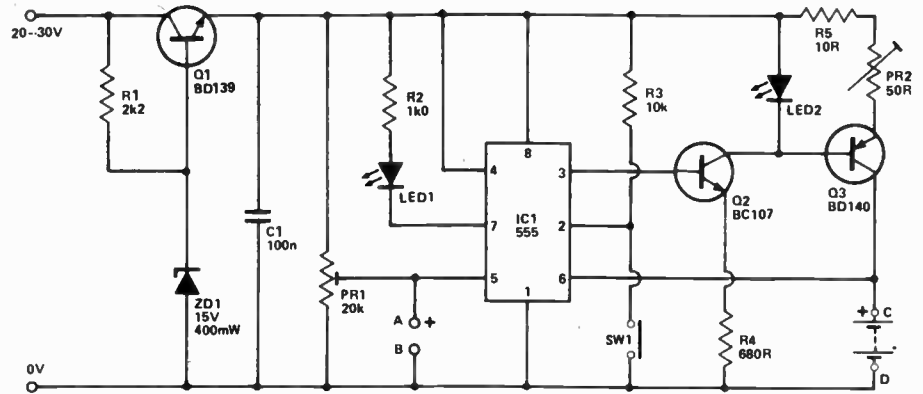 20--30V
Q1
BD139
R1
2k2
ZD1
15V
400mW
0V
C1
100n
R2
1k0
LED1
PR1
20k
A
+
B
8
4
3
IC1
555
7
2
5
6
1
R3
10k
SW1
Q2
BC107
R4
680R
LED2
R5
10R
PR2
50R
Q3
BD140
+
C
D